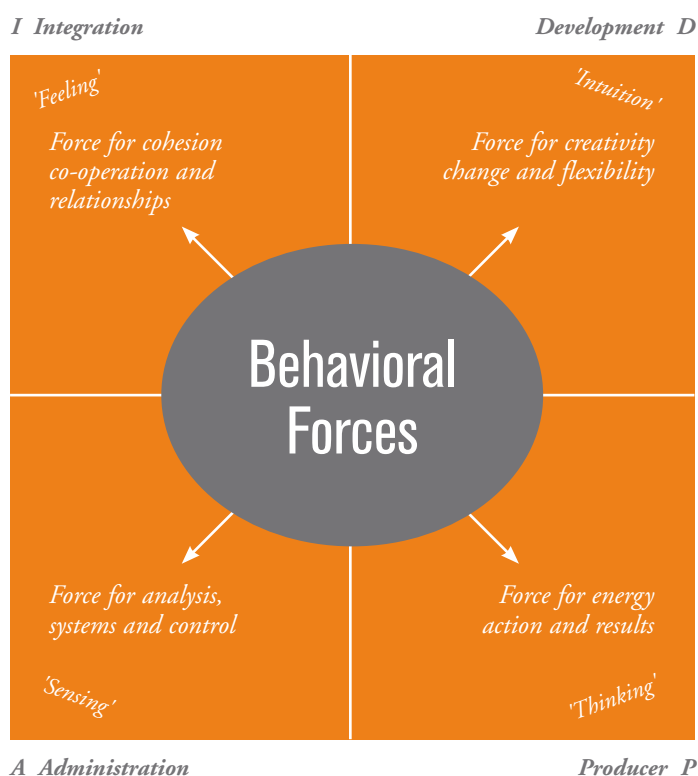 I Integration
Development D
'Feeling'
'Intuition'
Force for cohesion
co-operation and
relationships
Force for creativity
change and flexibility
Behavioral
Forces
Force for analysis,
systems and control
Force for energy
action and results
'Sensing'
'Thinking'
A Administration
Producer P